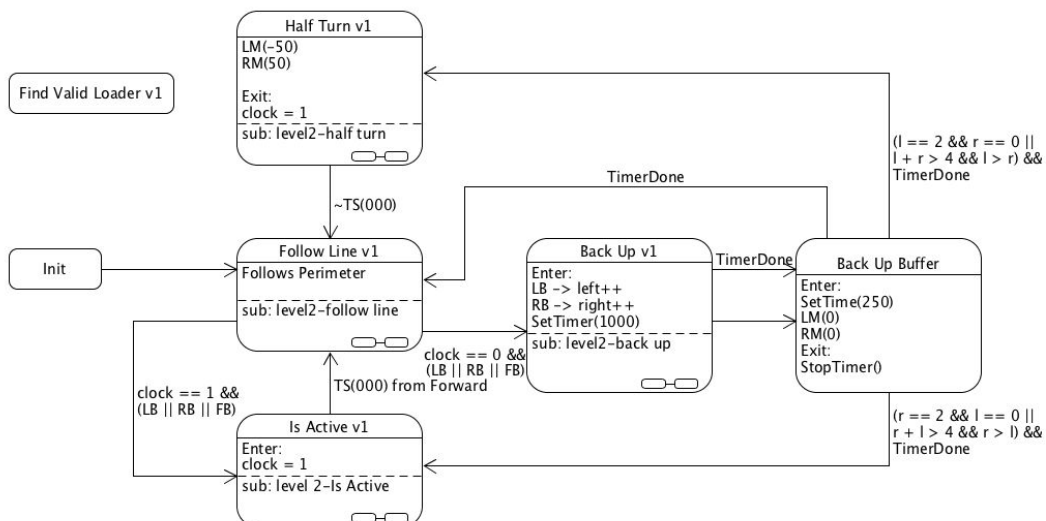 Half Turn v1
LM(-50)
RM(50)
Exit:
clock = 1
sub: level2-half turn
Find Valid Loader v1
(l == 2 && r == 0 ||
l + r > 4 && l > r) &&
TimerDone
TimerDone
~TS(000)
Init
Follow Line v1
Follows Perimeter
sub: level2-follow line
Back Up v1
Enter:
LB -> left++
RB -> right++
SetTimer(1000)
sub: level2-back up
TimerDone
Back Up Buffer
Enter:
SetTime(250)
LM(0)
RM(0)
Exit:
StopTimer()
clock == 0 &&
(LB || RB || FB)
TS(000) from Forward
clock == 1 &&
(LB || RB || FB)
(r == 2 && l == 0 ||
r + l > 4 && r > l) &&
TimerDone
Is Active v1
Enter:
clock = 1
sub: level 2-Is Active